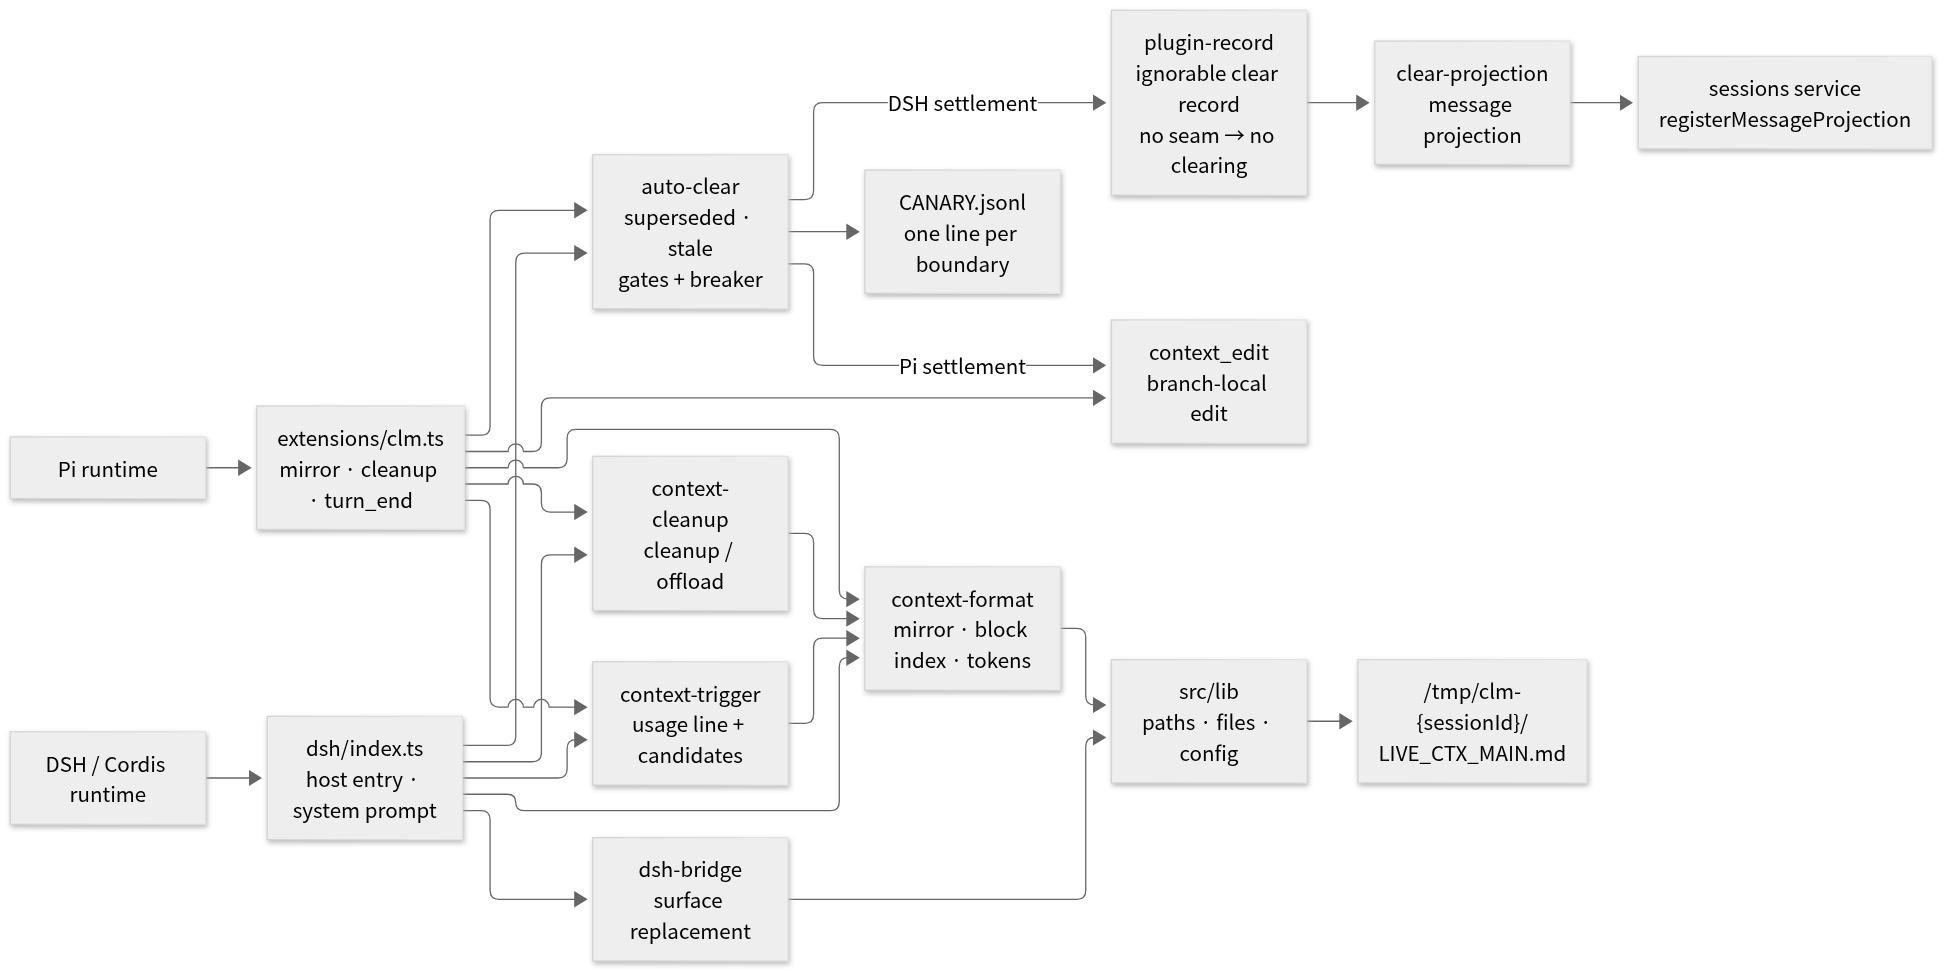 Pi runtime
DSH / Cordis
runtime
extensions/clm.ts
mirror · cleanup
· turn_end
dsh/index.ts
host entry ·
system prompt
auto-clear
superseded ·
stale
gates + breaker
context-
cleanup
cleanup /
offload
context-trigger
usage line +
candidates
dsh-bridge
surface
replacement
DSH settlement
CANARY.jsonl
one line per
boundary
Pi settlement
context-format
mirror · block
index · tokens
plugin-record
ignorable clear
record
no seam → no
clearing
context_edit
branch-local
edit
src/lib
paths · files ·
config
clear-projection
message
projection
/tmp/clm-
{sessionId}/
LIVE_CTX_MAIN.md
sessions service
registerMessageProjection